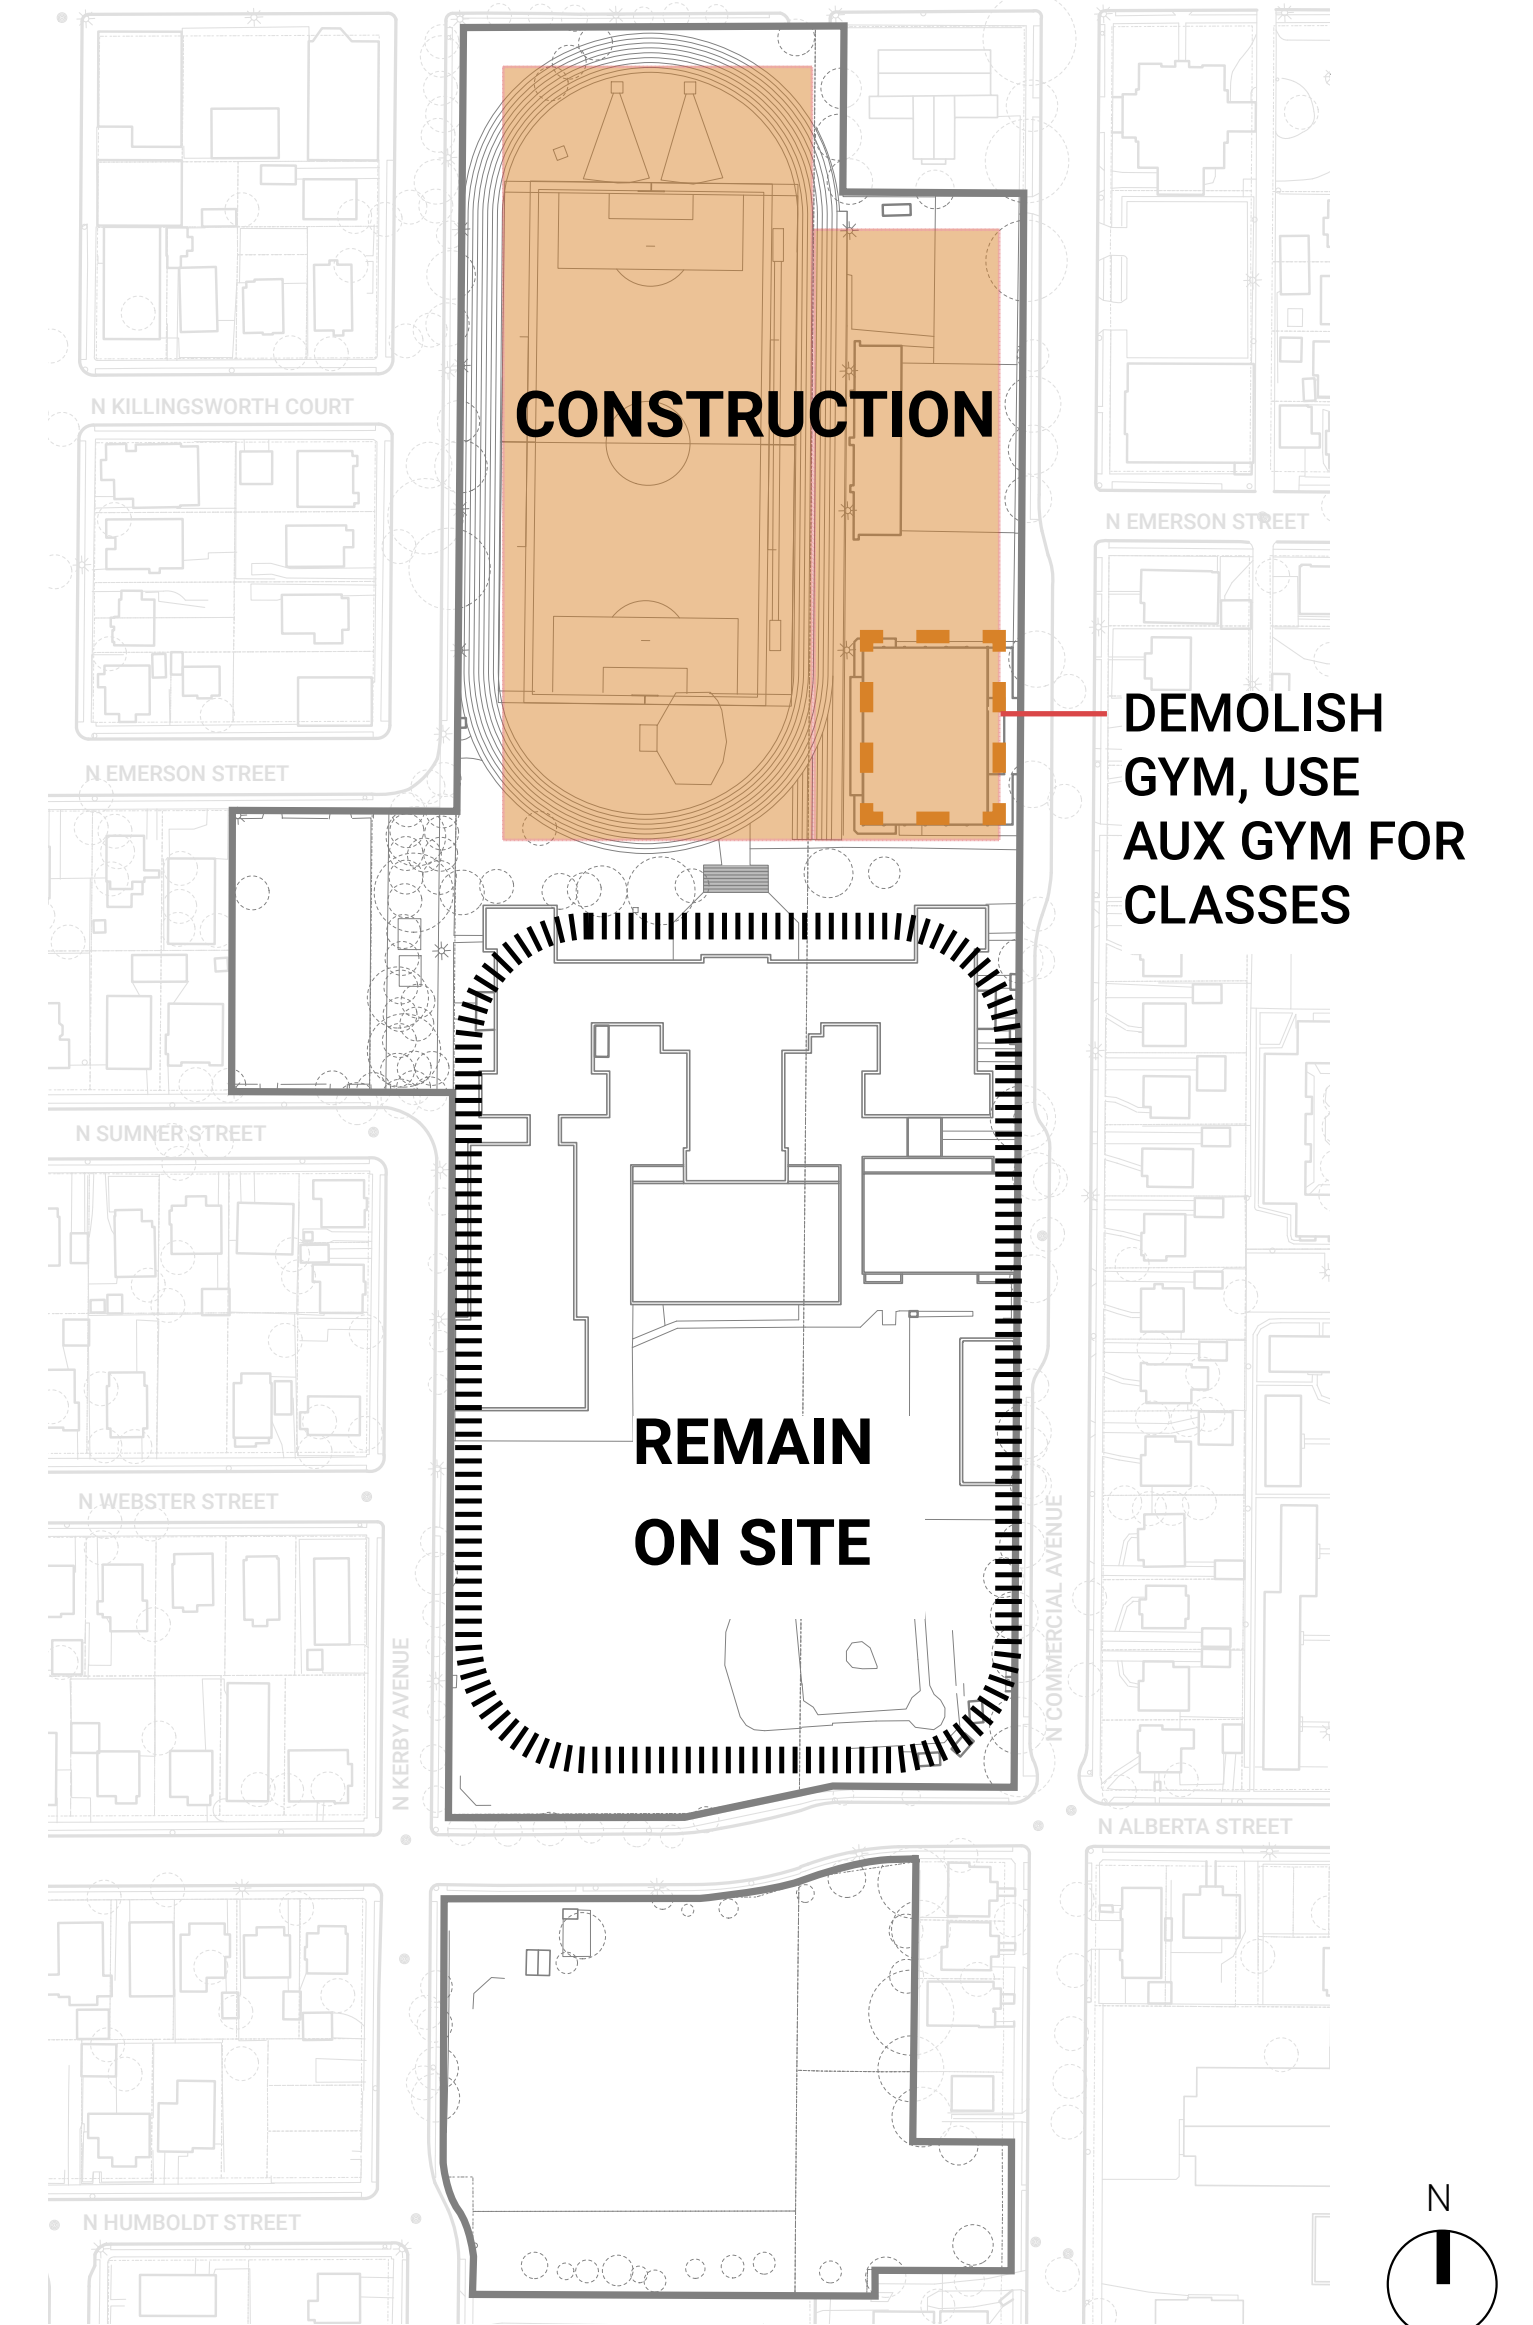 N KILLINGSWORTH COURT
CONSTRUCTION
N EMERSON STREET
DEMOLISH
GYM, USE
AUX GYM FOR
CLASSES
N EMERSON STREET
N SUMNER STREET
REMAIN
ON SITE
N WEBSTER STREET
N COMMERCIAL AVENUE
N KERBY AVENUE
N ALBERTA STREET
N HUMBOLDT STREET
N